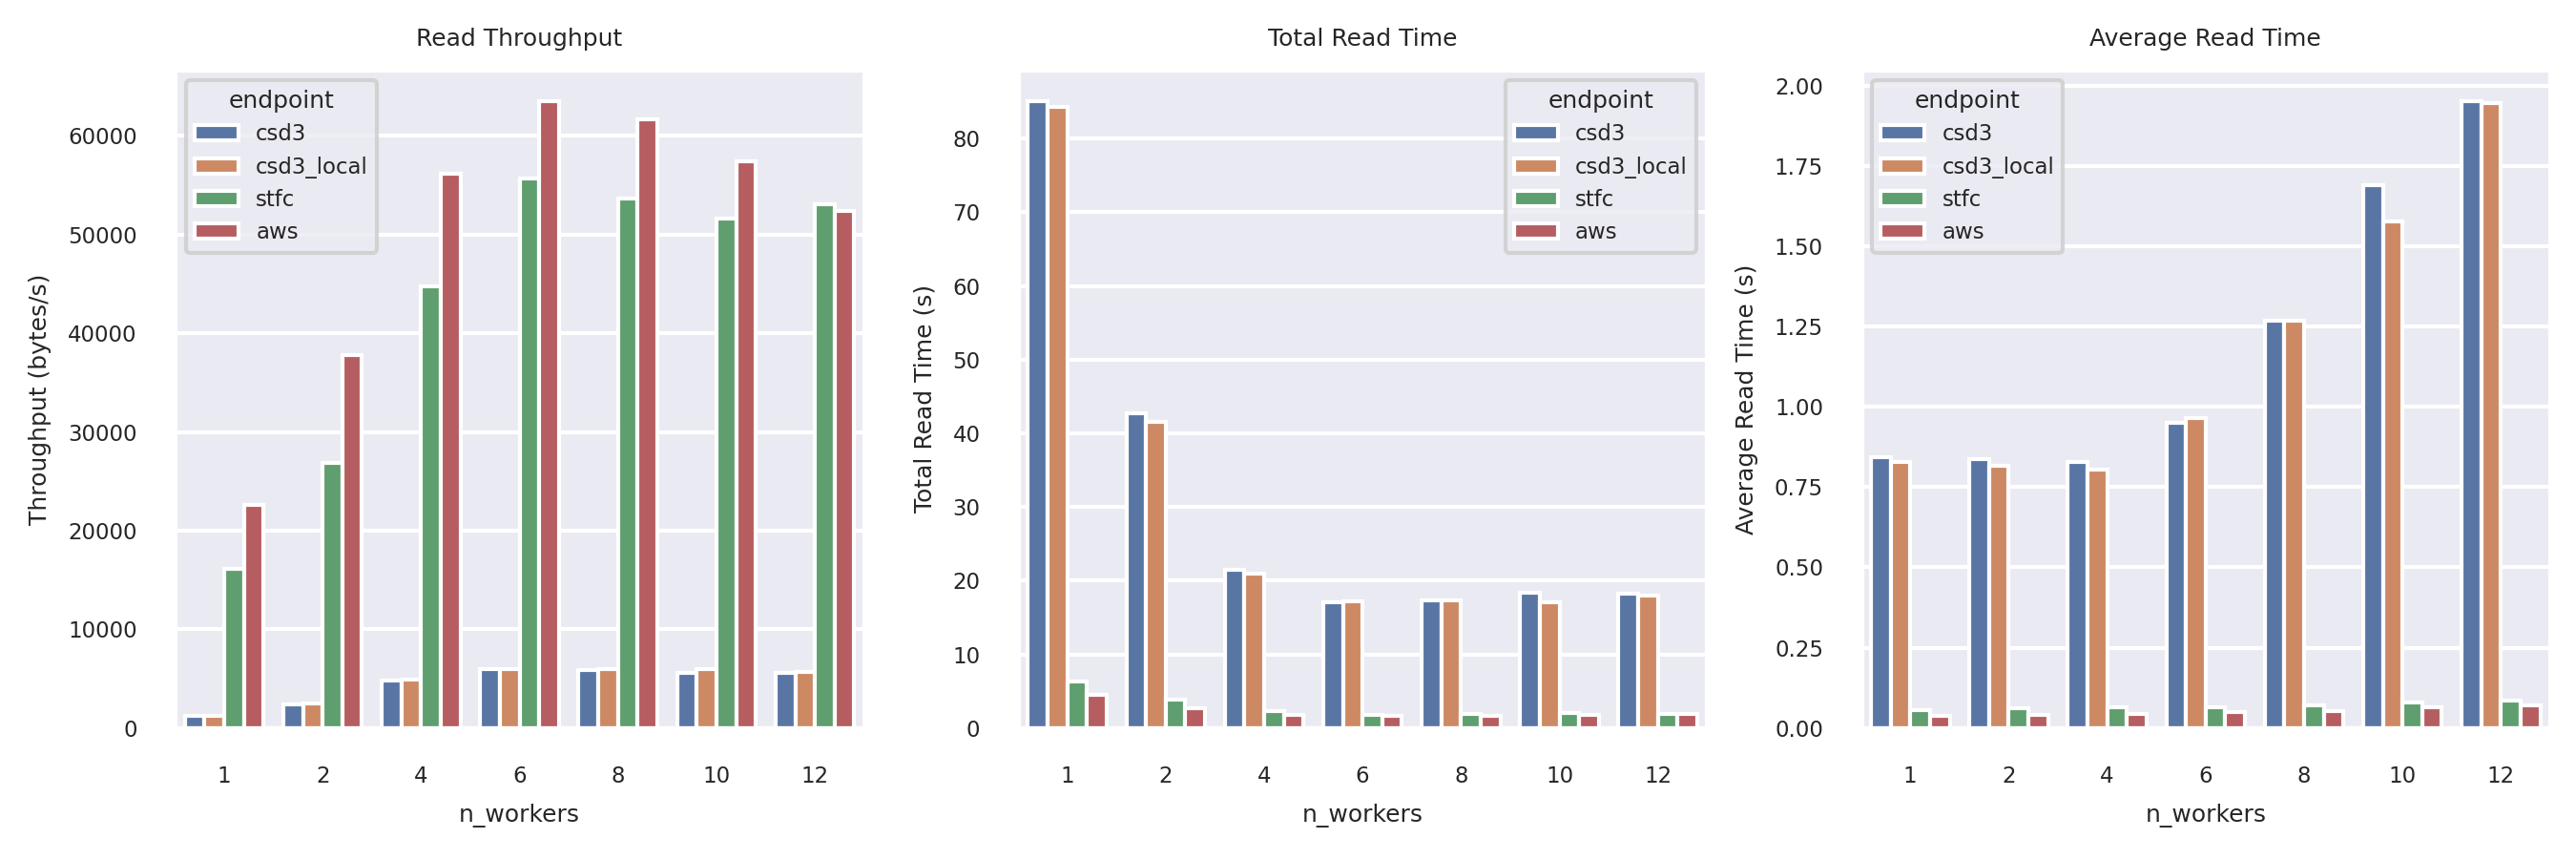 Read Throughput
Throughput (bytes/s)
60000
50000
40000
30000
20000
10000
0
endpoint
csd3
csd3_local
stfc
aws
1 2 4 6 8 10 12
n_workers
Total Read Time
Total Read Time (s)
80
70
60
50
40
30
20
10
0
endpoint
csd3
csd3_local
stfc
aws
1 2 4 6 8 10 12
n_workers
Average Read Time
Average Read Time (s)
2.00
1.75
1.50
1.25
1.00
0.75
0.50
0.25
0.00
endpoint
csd3
csd3_local
stfc
aws
1 2 4 6 8 10 12
n_workers